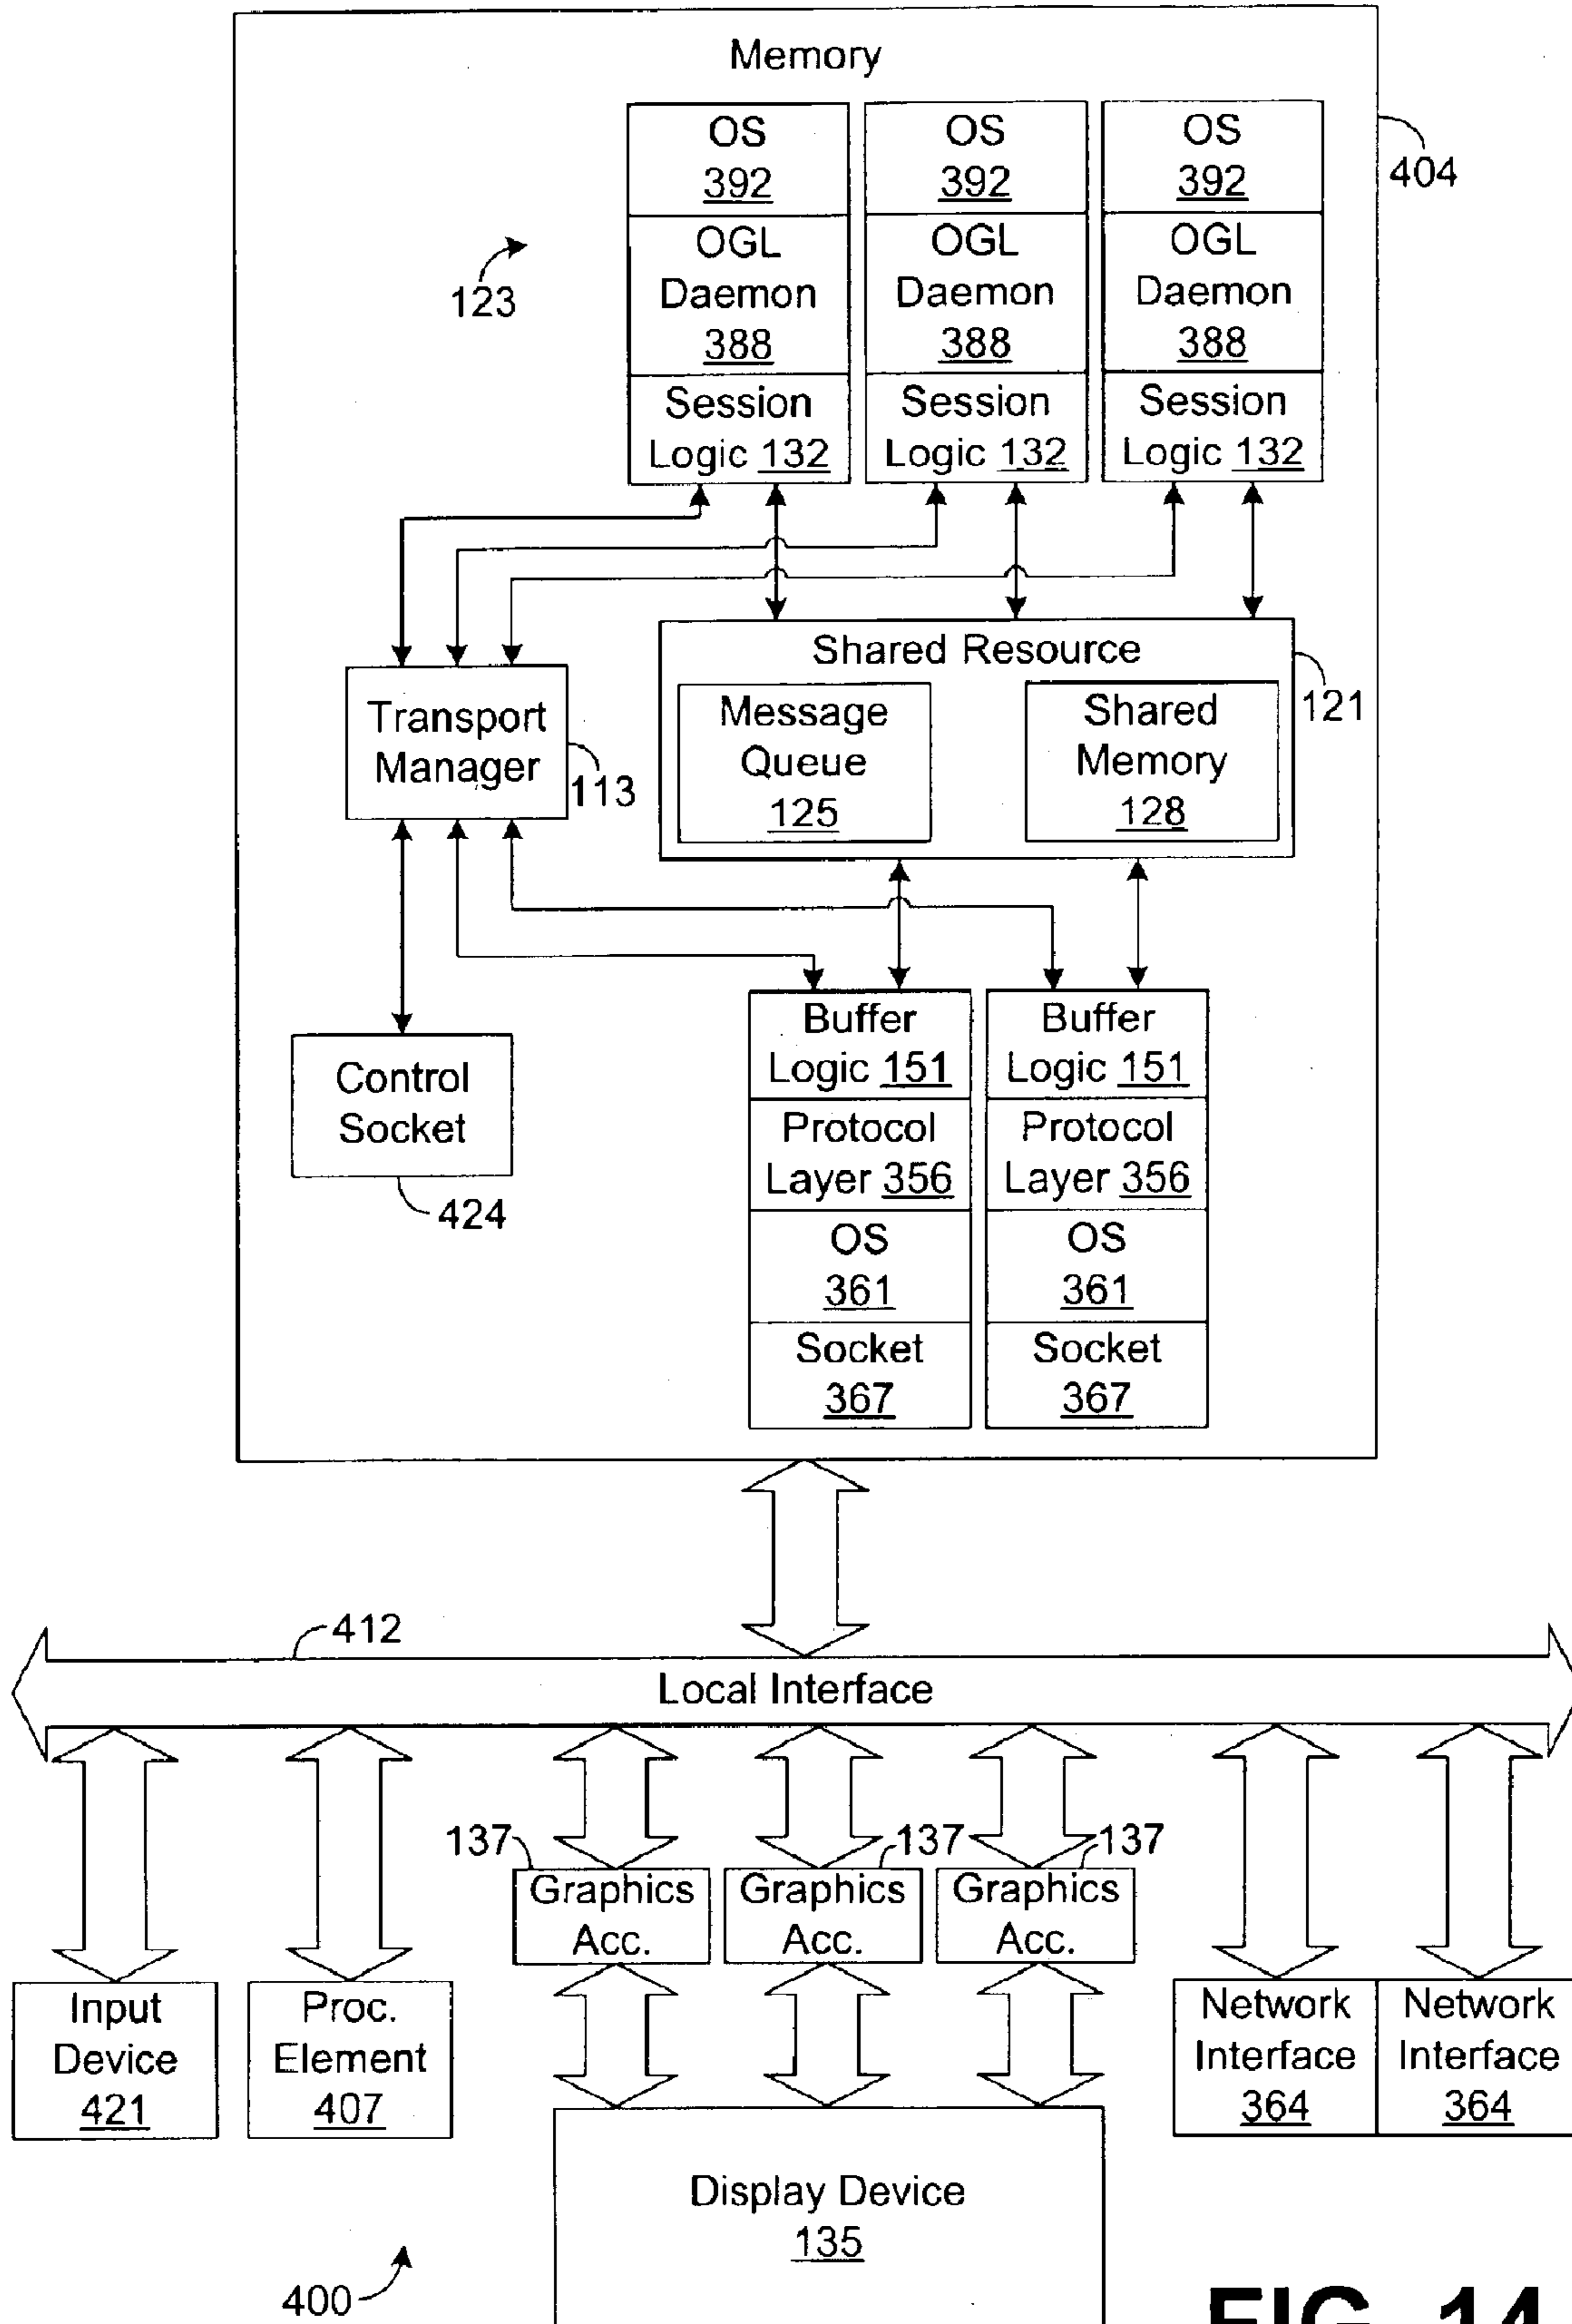 Memory
OS
392
OGL
Daemon
388
Session
Logic 132
OS
392
OGL
Daemon
388
Session
Logic 132
OS
392
OGL
Daemon
388
Session
Logic 132
404
123
Transport
Manager
113
Shared Resource
Message
Queue
125
Shared
Memory
128
121
Control
Socket
424
Buffer
Logic 151
Protocol
Layer 356
OS
361
Socket
367
Buffer
Logic 151
Protocol
Layer 356
OS
361
Socket
367
412
Local Interface
137
Graphics
Acc.
137
Graphics
Acc.
137
Graphics
Acc.
Input
Device
421
Proc.
Element
407
Network
Interface
364
Network
Interface
364
Display Device
135
400
FIG. 14